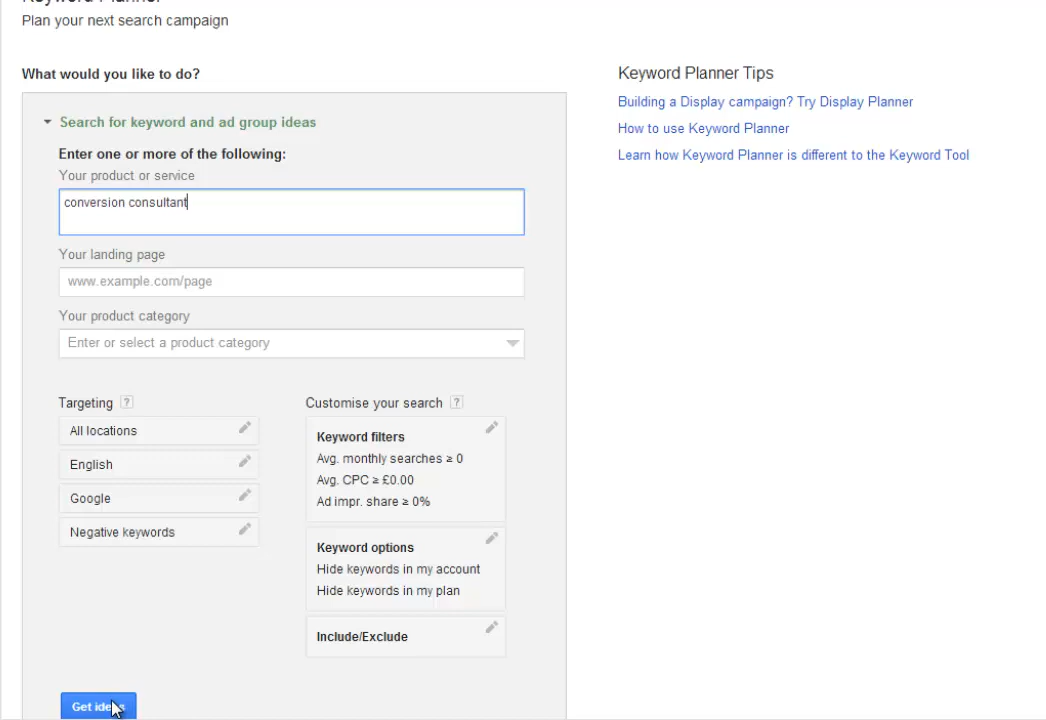 Keyword Planner
Plan your next search campaign
What would you like to do?
Search for keyword and ad group ideas
Enter one or more of the following:
Your product or service
conversion consultant
Your landing page
www.example.com/page
Your product category
Enter or select a product category
Targeting ?
All locations
English
Google
Negative keywords
Customise your search ?
Keyword filters
Avg. monthly searches ≥ 0
Avg. CPC ≥ £0.00
Ad impr. share ≥ 0%
Keyword options
Hide keywords in my account
Hide keywords in my plan
Include/Exclude
Get ideas
Keyword Planner Tips
Building a Display campaign? Try Display Planner
How to use Keyword Planner
Learn how Keyword Planner is different to the Keyword Tool